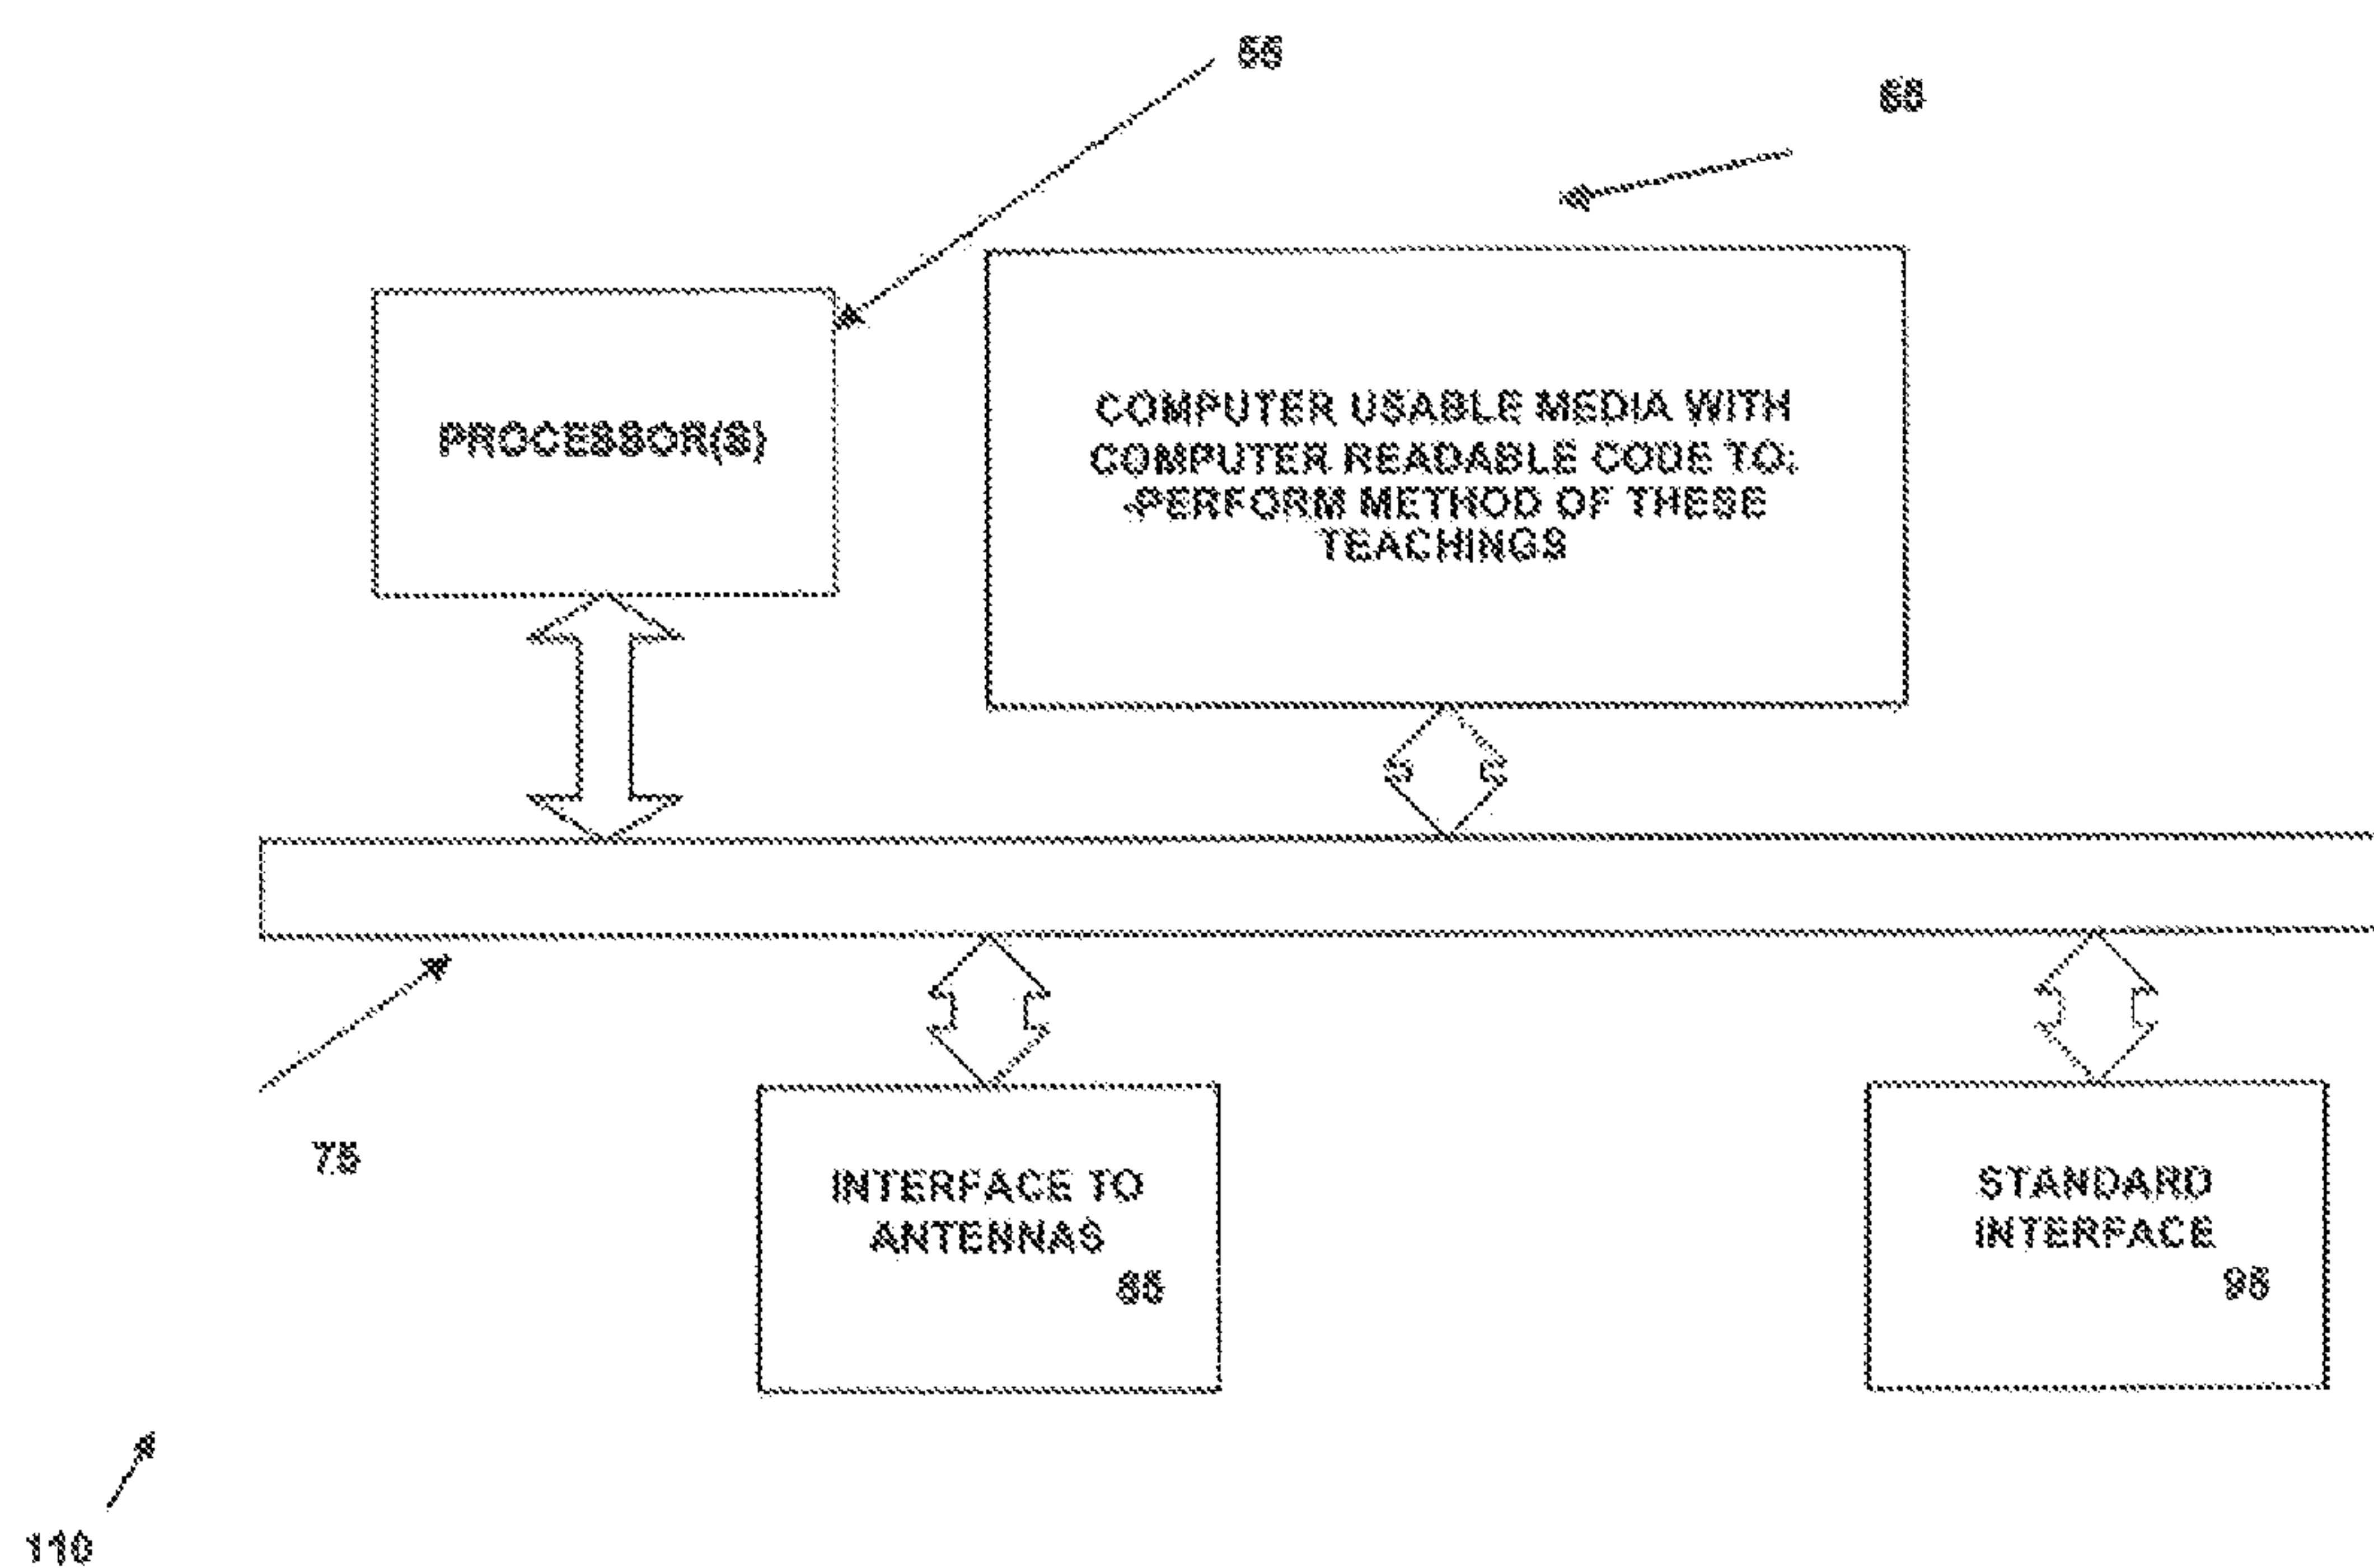 55
65
PROCESSOR(S)
COMPUTER USABLE MEDIA WITH
COMPUTER READABLE CODE TO:
-PERFORM METHOD OF THESE
TEACHINGS
75
INTERFACE TO
ANTENNAS
85
STANDARD
INTERFACE
95
110